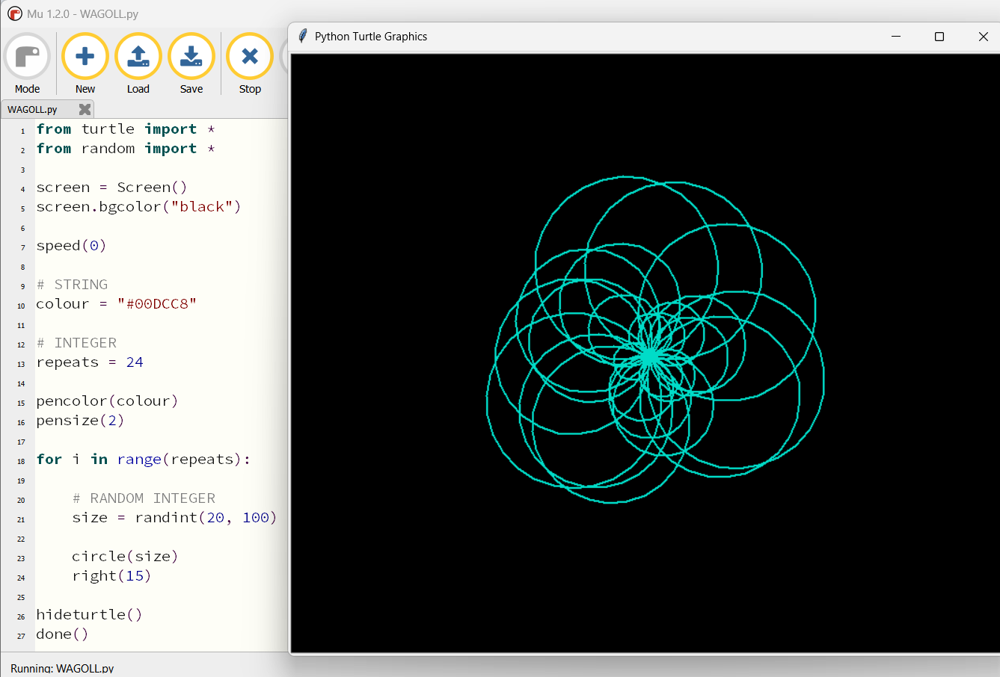 Mu 1.2.0 - WAGOLL.py
Python Turtle Graphics
Mode
New
Load
Save
Stop
WAGOLL.py
1 from turtle import *
2 from random import *
3
4 screen = Screen()
5 screen.bgcolor("black")
6
7 speed(0)
8
9 # STRING
10 colour = "#00DCC8"
11
12 # INTEGER
13 repeats = 24
14
15 pencolor(colour)
16 pensize(2)
17
18 for i in range(repeats):
19
20     # RANDOM INTEGER
21     size = randint(20, 100)
22
23     circle(size)
24     right(15)
25
26 hideturtle()
27 done()
Running: WAGOLL.py